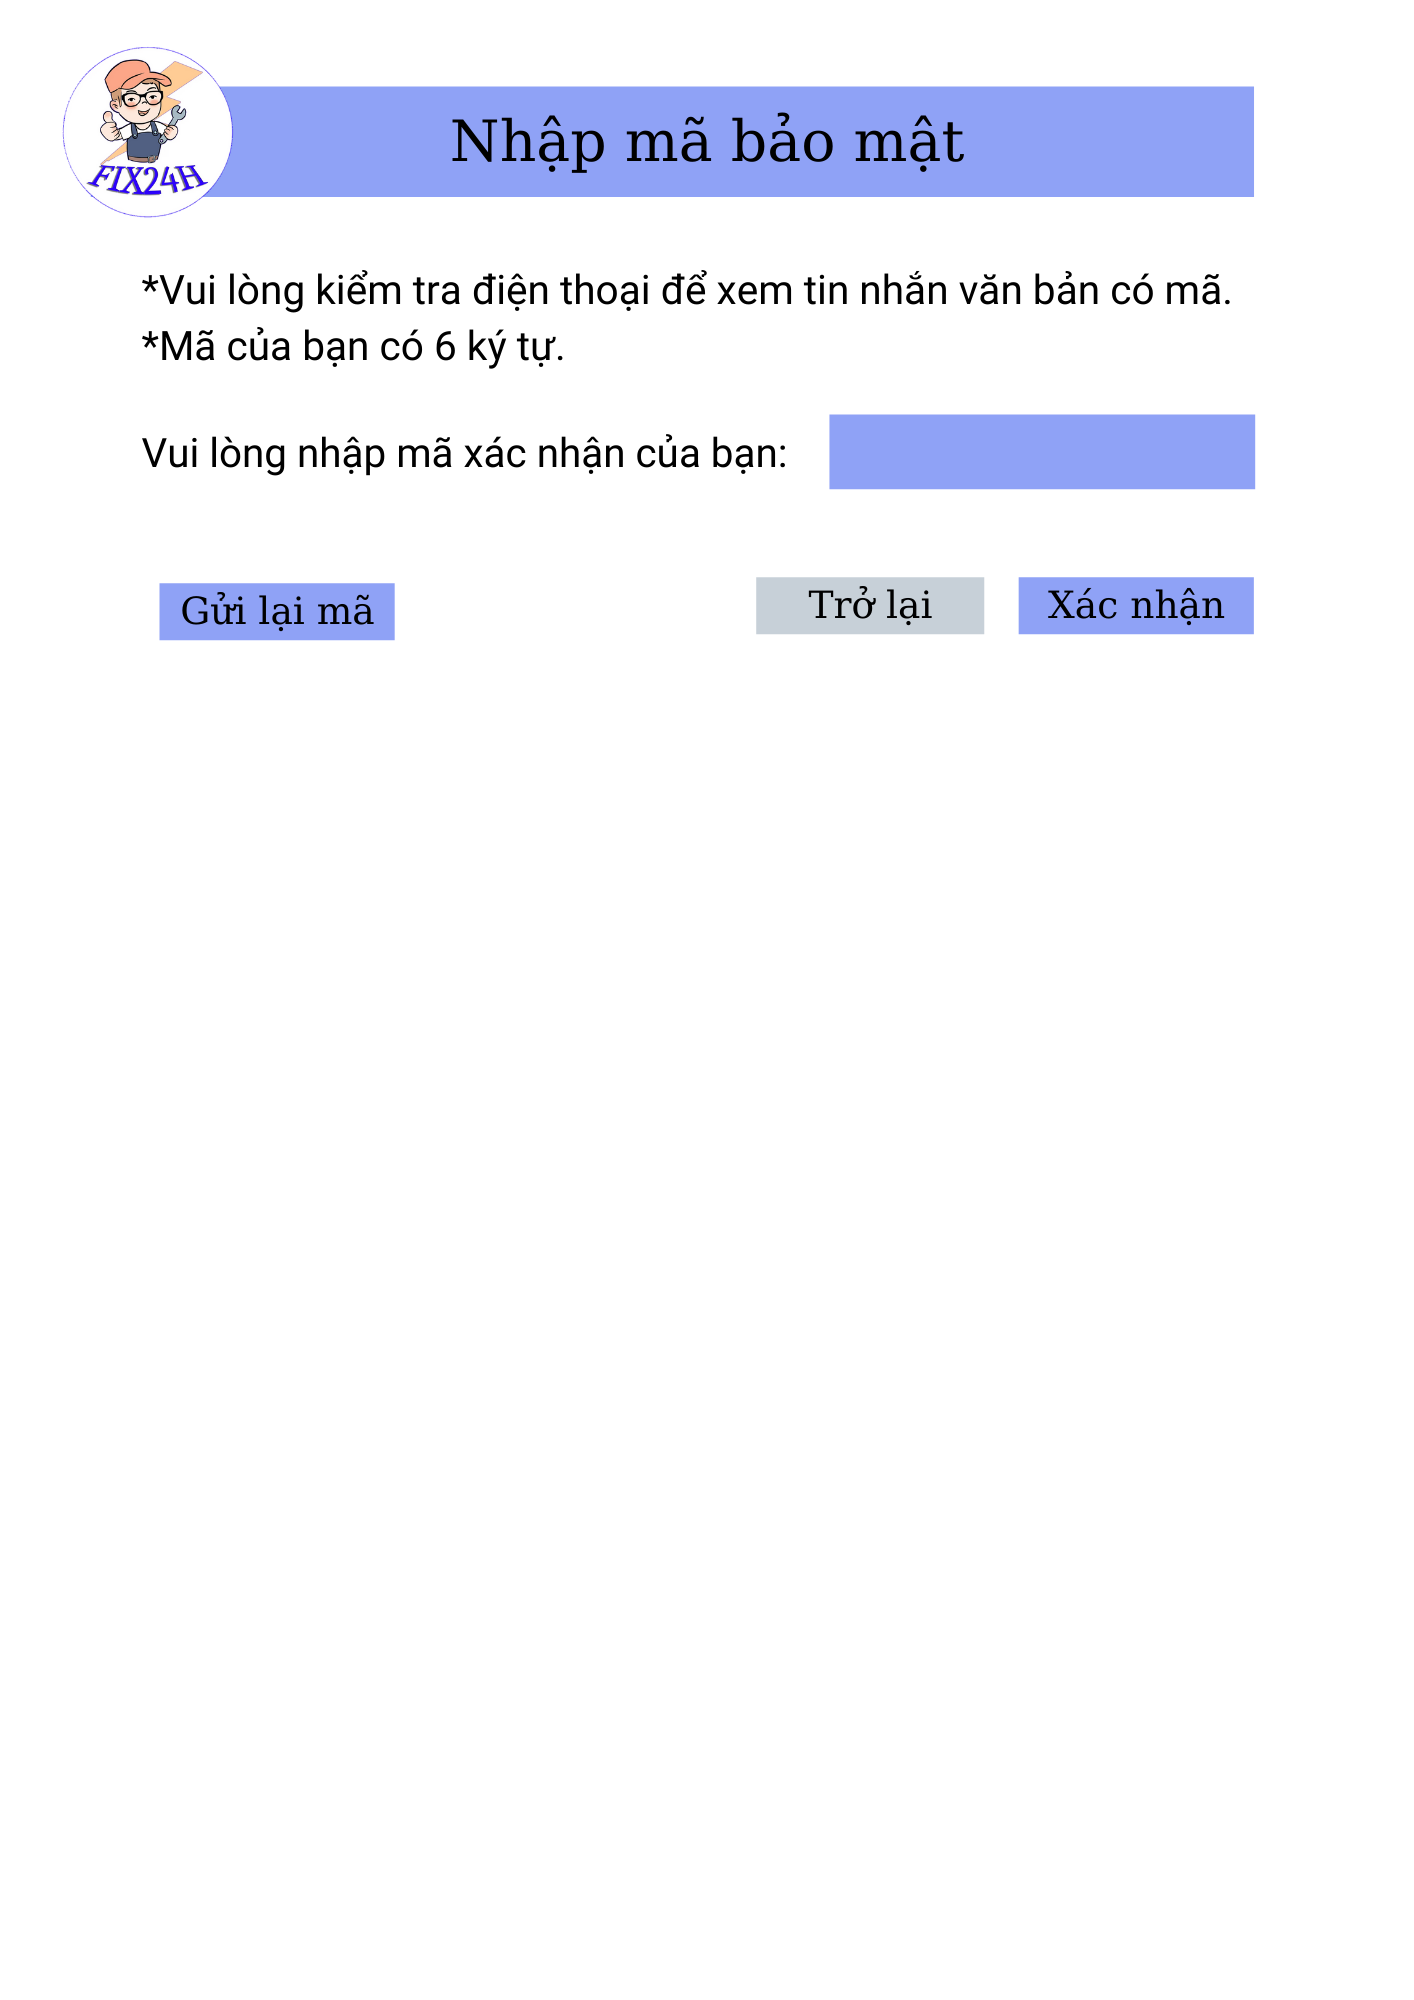 FIX24H
Nhập mã bảo mật
*Vui lòng kiểm tra điện thoại để xem tin nhắn văn bản có mã.
*Mã của bạn có 6 ký tự.
Vui lòng nhập mã xác nhận của bạn:
Gửi lại mã
Trở lại
Xác nhận